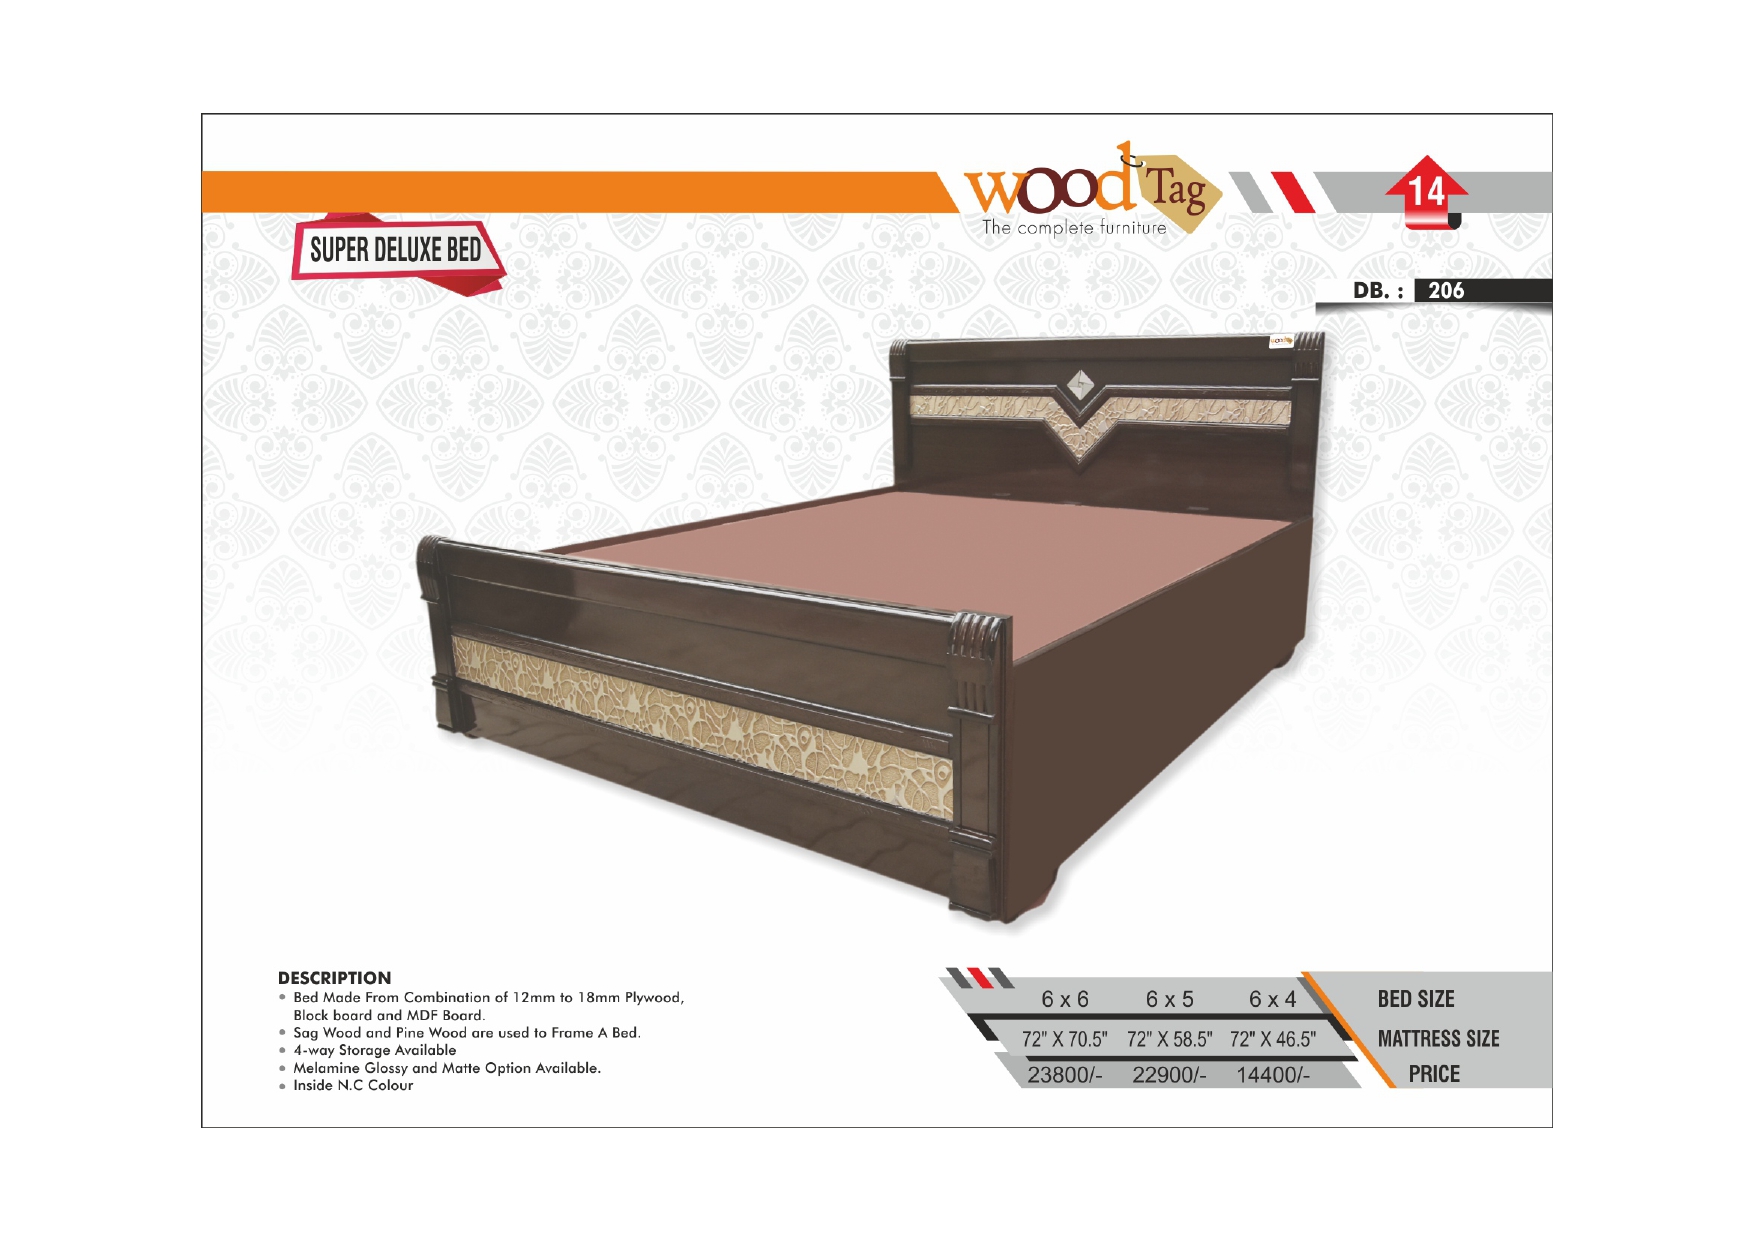 wood Tag
The complete furniture
14
SUPER DELUXE BED
DB. : 206
wood
DESCRIPTION
• Bed Made From Combination of 12mm to 18mm Plywood,
Block board and MDF Board.
• Sag Wood and Pine Wood are used to Frame A Bed.
• 4-way Storage Available
• Melamine Glossy and Matte Option Available.
• Inside N.C Colour
6 x 6 6 x 5 6 x 4 BED SIZE
72" X 70.5" 72" X 58.5" 72" X 46.5" MATTRESS SIZE
23800/- 22900/- 14400/- PRICE